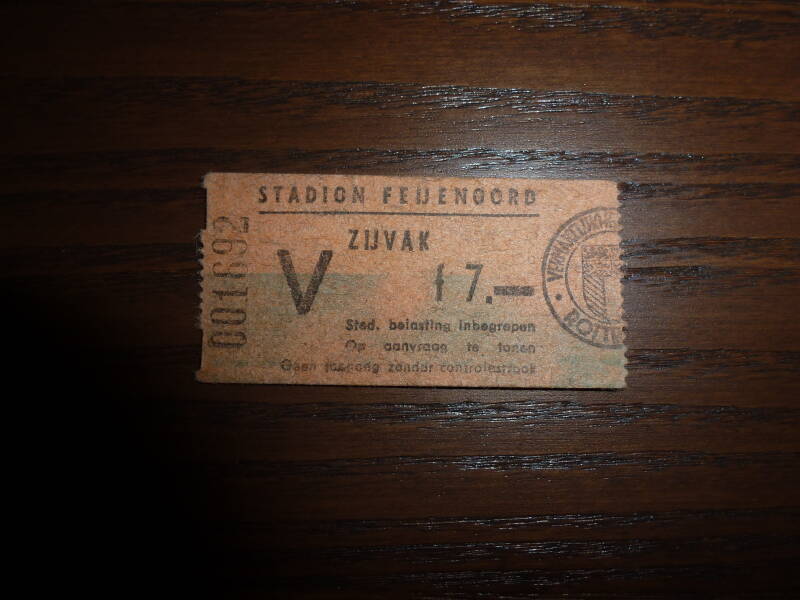 STADION FEIJENOORD
ZIJVAK
V
f 7.—
Sted. belasting inbegrepen
Op aanvraag te tonen
Geen toegang zonder controlestrook
001692